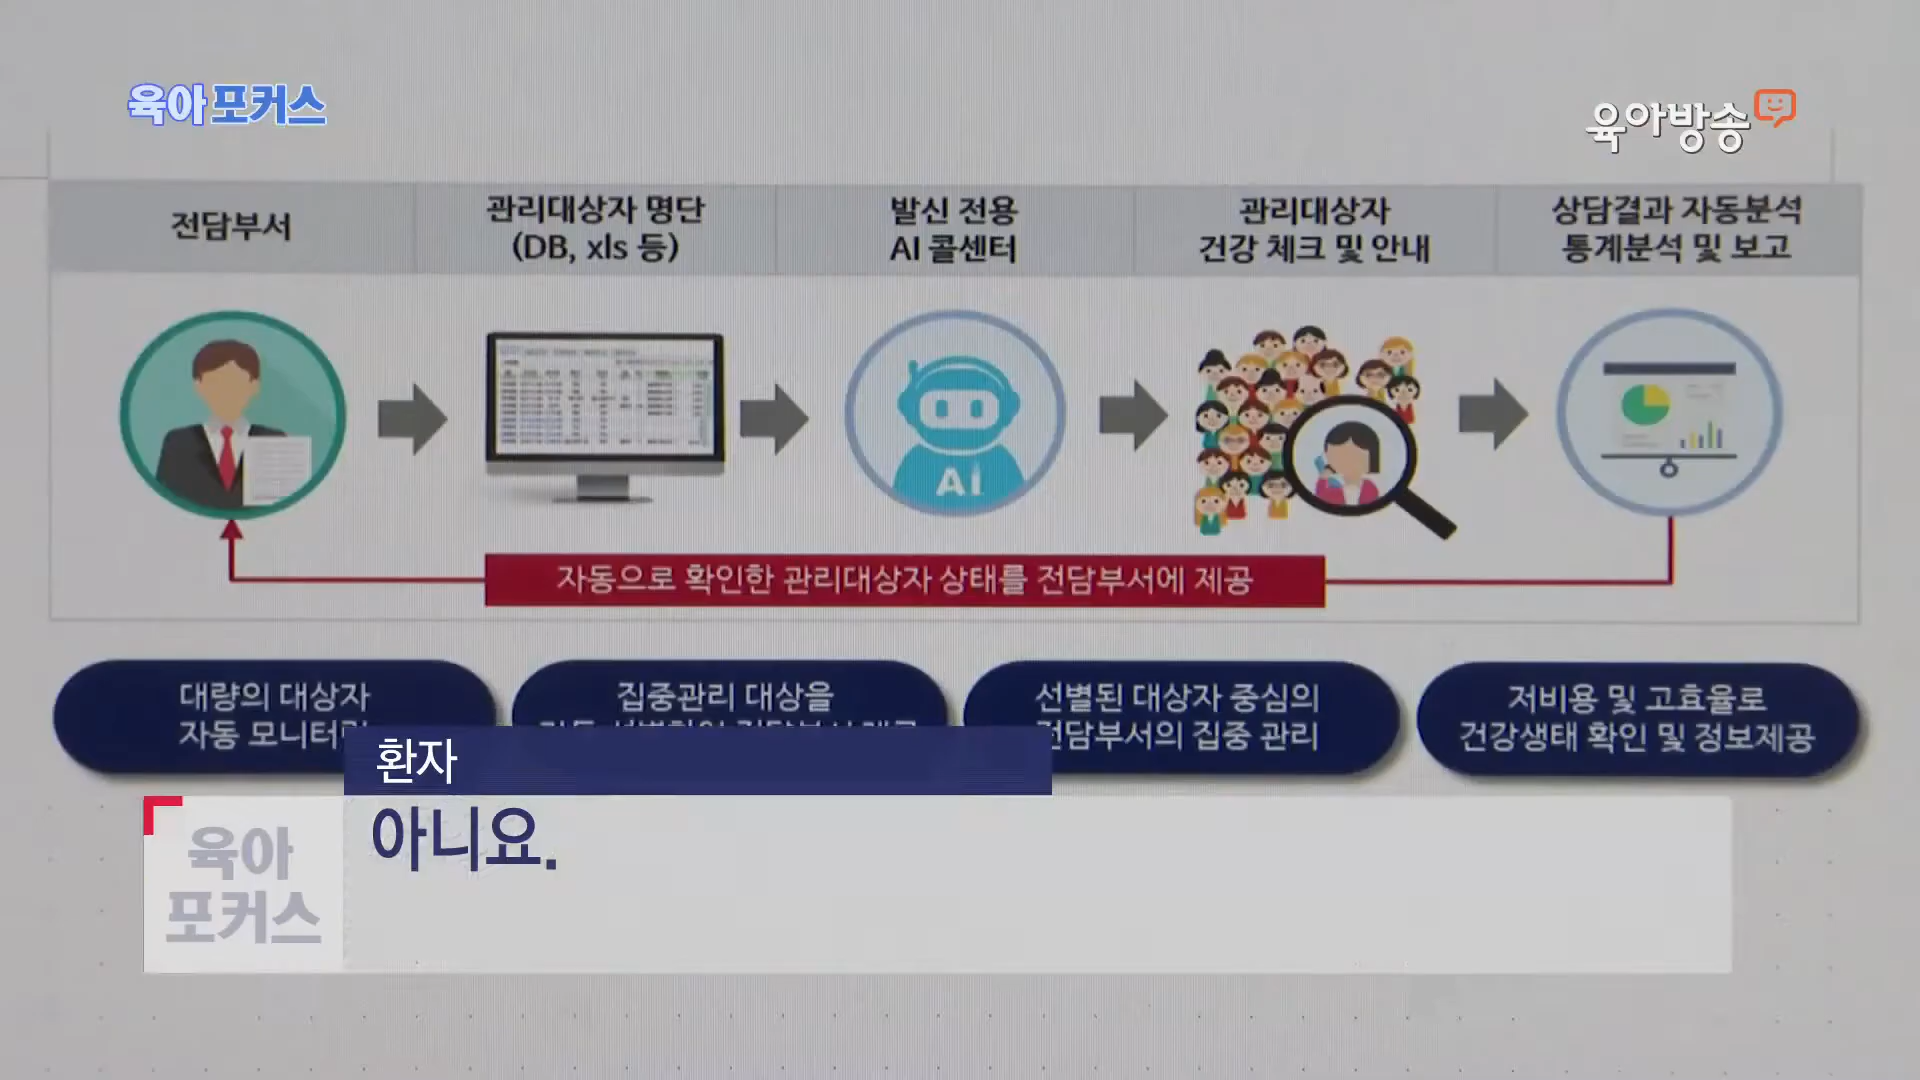 육아포커스
육아방송
전담부서
관리대상자 명단
(DB, xls 등)
발신 전용
AI 콜센터
관리대상자
건강 체크 및 안내
상담결과 자동분석
통계분석 및 보고
AI
자동으로 확인한 관리대상자 상태를 전담부서에 제공
대량의 대상자
자동 모니터링
집중관리 대상을
선별된 대상자 중심의
전담부서의 집중 관리
저비용 및 고효율로
건강생태 확인 및 정보제공
환자
아니요.
육아
포커스